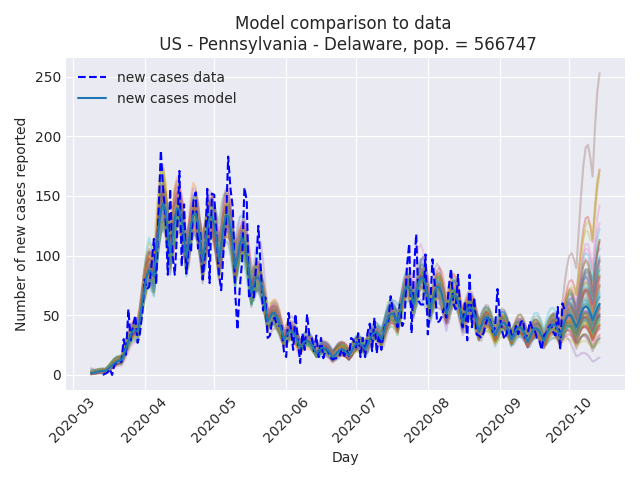 Model comparison to data
US - Pennsylvania - Delaware, pop. = 566747
new cases data
new cases model
Number of new cases reported
250
200
150
100
50
0
2020-03
2020-04
2020-05
2020-06
2020-07
2020-08
2020-09
2020-10
Day